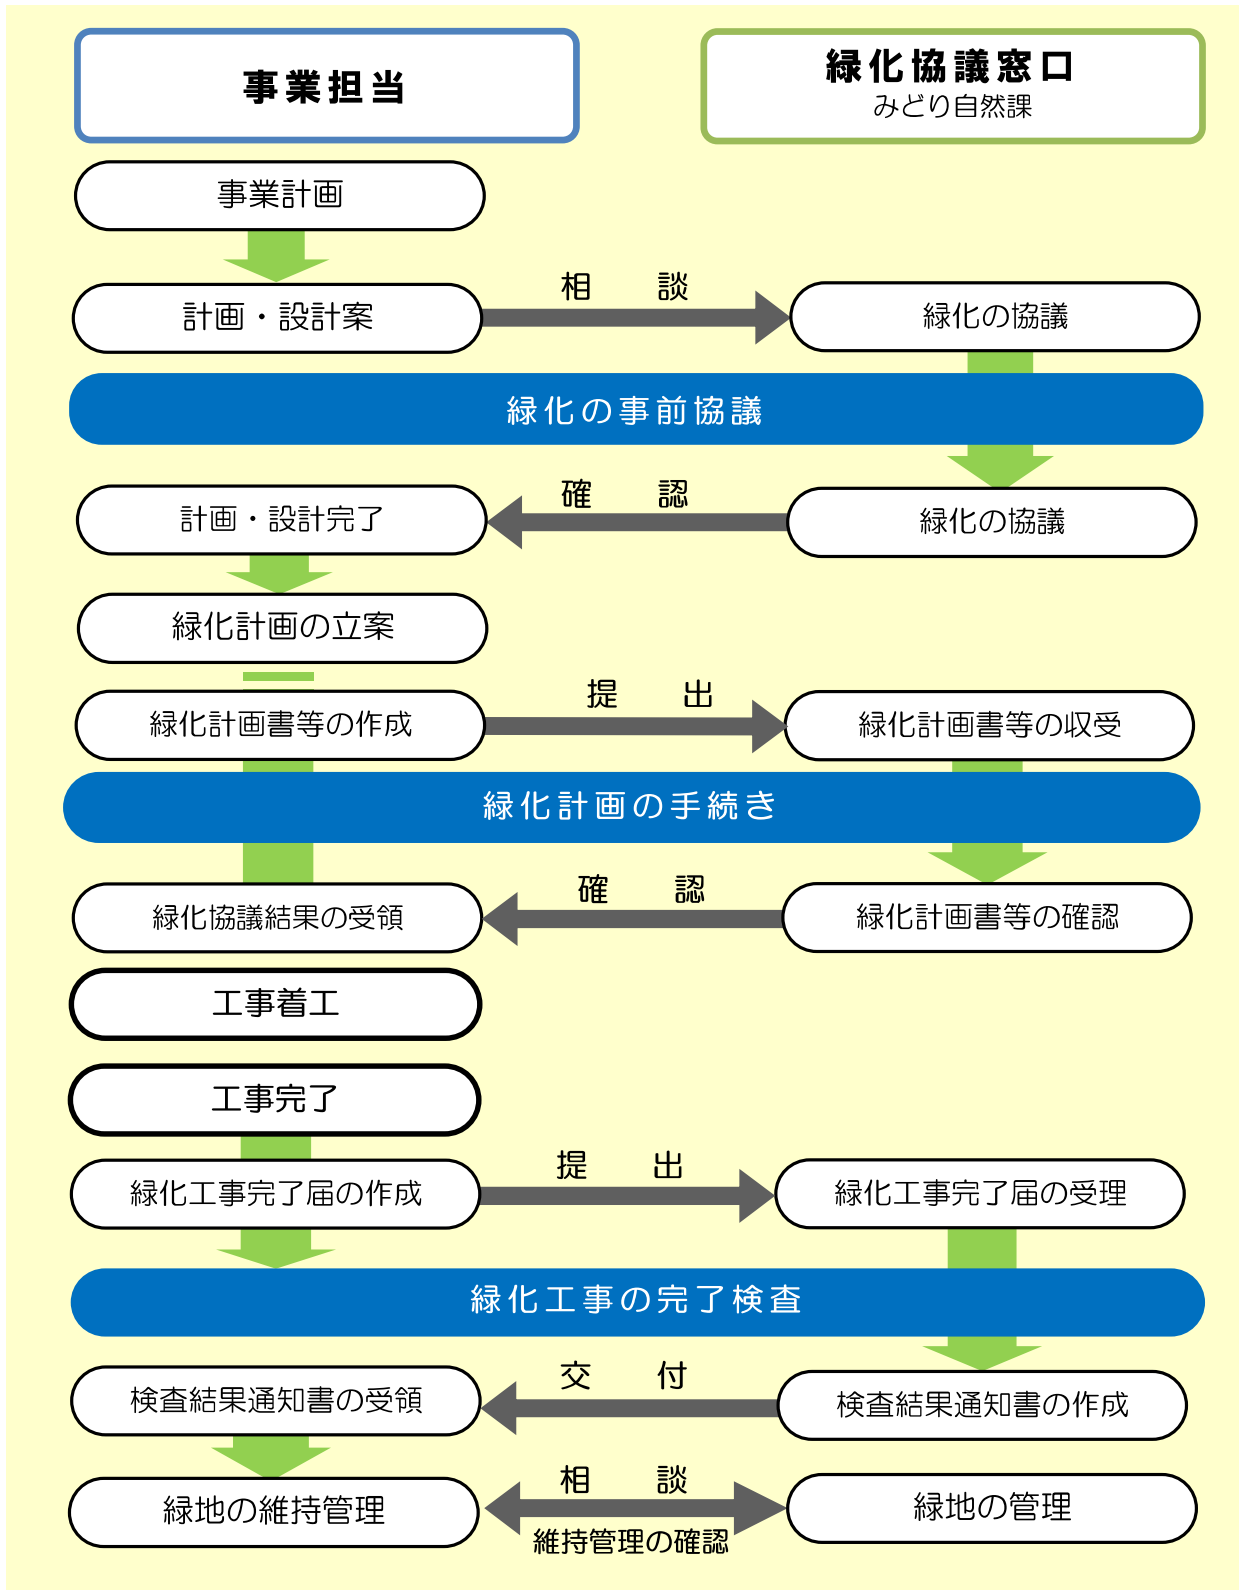 事業担当
緑化協議窓口
みどり自然課
事業計画
相　談
計画・設計案
緑化の協議
緑化の事前協議
確　認
計画・設計完了
緑化の協議
緑化計画の立案
提　出
緑化計画書等の作成
緑化計画書等の収受
緑化計画の手続き
確　認
緑化協議結果の受領
緑化計画書等の確認
工事着工
工事完了
提　出
緑化工事完了届の作成
緑化工事完了届の受理
緑化工事の完了検査
交　付
検査結果通知書の受領
検査結果通知書の作成
相　談
緑地の維持管理
緑地の管理
維持管理の確認